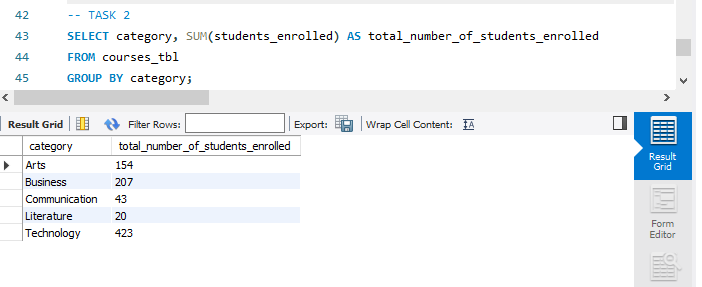 42 -- TASK 2
43 SELECT category, SUM(students_enrolled) AS total_number_of_students_enrolled
44 FROM courses_tbl
45 GROUP BY category;
Result Grid Filter Rows: Export: Wrap Cell Content: IA
category total_number_of_students_enrolled
Arts 154
Business 207
Communication 43
Literature 20
Technology 423
Result
Grid
Form
Editor